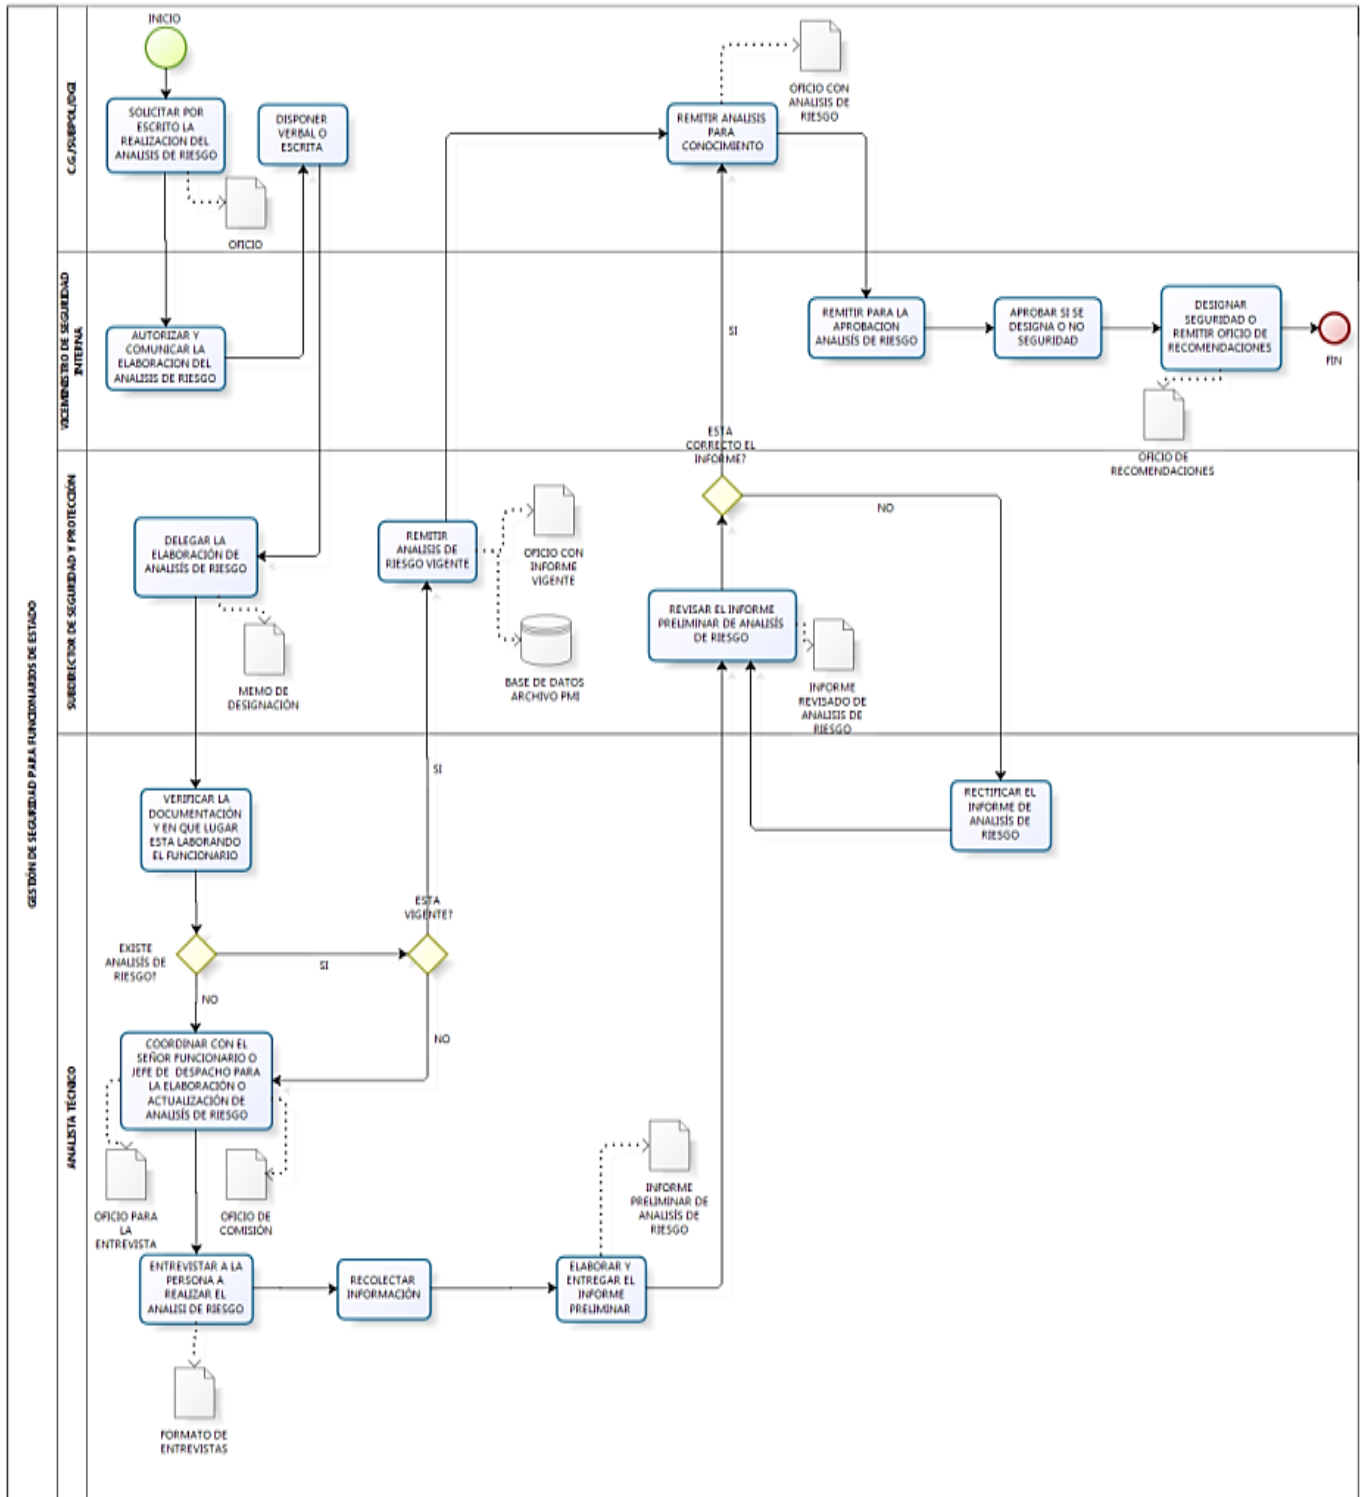 GESTIÓN DE SEGURIDAD PARA FUNCIONARIOS DE ESTADO
C.G./SUBPOL/DGI
INICIO
SOLICITAR POR
ESCRITO LA
REALIZACION DEL
ANALISIS DE RIESGO
OFICIO
DISPONER
VERBAL O
ESCRITA
REMITIR ANALISIS
PARA
CONOCIMIENTO
OFICIO CON
ANALISIS DE
RIESGO
VICEMINISTRO DE SEGURIDAD
INTERNA
AUTORIZAR Y
COMUNICAR LA
ELABORACION DEL
ANALISIS DE RIESGO
SI
REMITIR PARA LA
APROBACION
ANALISÍS DE RIESGO
APROBAR SI SE
DESIGNA O NO
SEGURIDAD
DESIGNAR
SEGURIDAD O
REMITIR OFICIO DE
RECOMENDACIONES
FIN
OFICIO DE
RECOMENDACIONES
SUBDIRECTOR DE SEGURIDAD Y PROTECCIÓN
DELEGAR LA
ELABORACIÓN DE
ANALISÍS DE RIESGO
MEMO DE
DESIGNACIÓN
REMITIR
ANALISIS DE
RIESGO VIGENTE
OFICIO CON
INFORME
VIGENTE
BASE DE DATOS
ARCHIVO PMI
ESTA
CORRECTO EL
INFORME?
NO
REVISAR EL INFORME
PRELIMINAR DE ANALISÍS
DE RIESGO
INFORME
REVISADO DE
ANALISIS DE
RIESGO
ANALISTA TÉCNICO
VERIFICAR LA
DOCUMENTACIÓN
Y EN QUE LUGAR
ESTA LABORANDO
EL FUNCIONARIO
SI
RECTIFICAR EL
INFORME DE
ANALISÍS DE
RIESGO
EXISTE
ANALISÍS DE
RIESGO?
SI
ESTA
VIGENTE?
NO
NO
COORDINAR CON EL
SEÑOR FUNCIONARIO O
JEFE DE DESPACHO PARA
LA ELABORACIÓN O
ACTUALIZACIÓN DE
ANALISÍS DE RIESGO
OFICIO PARA
LA
ENTREVISTA
OFICIO DE
COMISIÓN
INFORME
PRELIMINAR DE
ANALISÍS DE
RIESGO
ENTREVISTAR A LA
PERSONA A
REALIZAR EL
ANALISI DE RIESGO
RECOLECTAR
INFORMACIÓN
ELABORAR Y
ENTREGAR EL
INFORME
PRELIMINAR
FORMATO DE
ENTREVISTAS